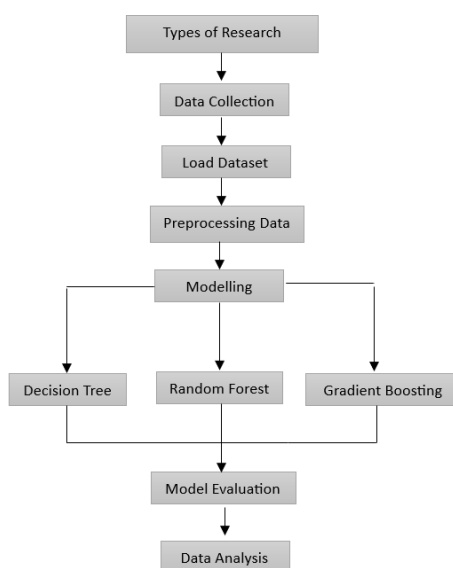 Types of Research
Data Collection
Load Dataset
Preprocessing Data
Modelling
Decision Tree
Random Forest
Gradient Boosting
Model Evaluation
Data Analysis